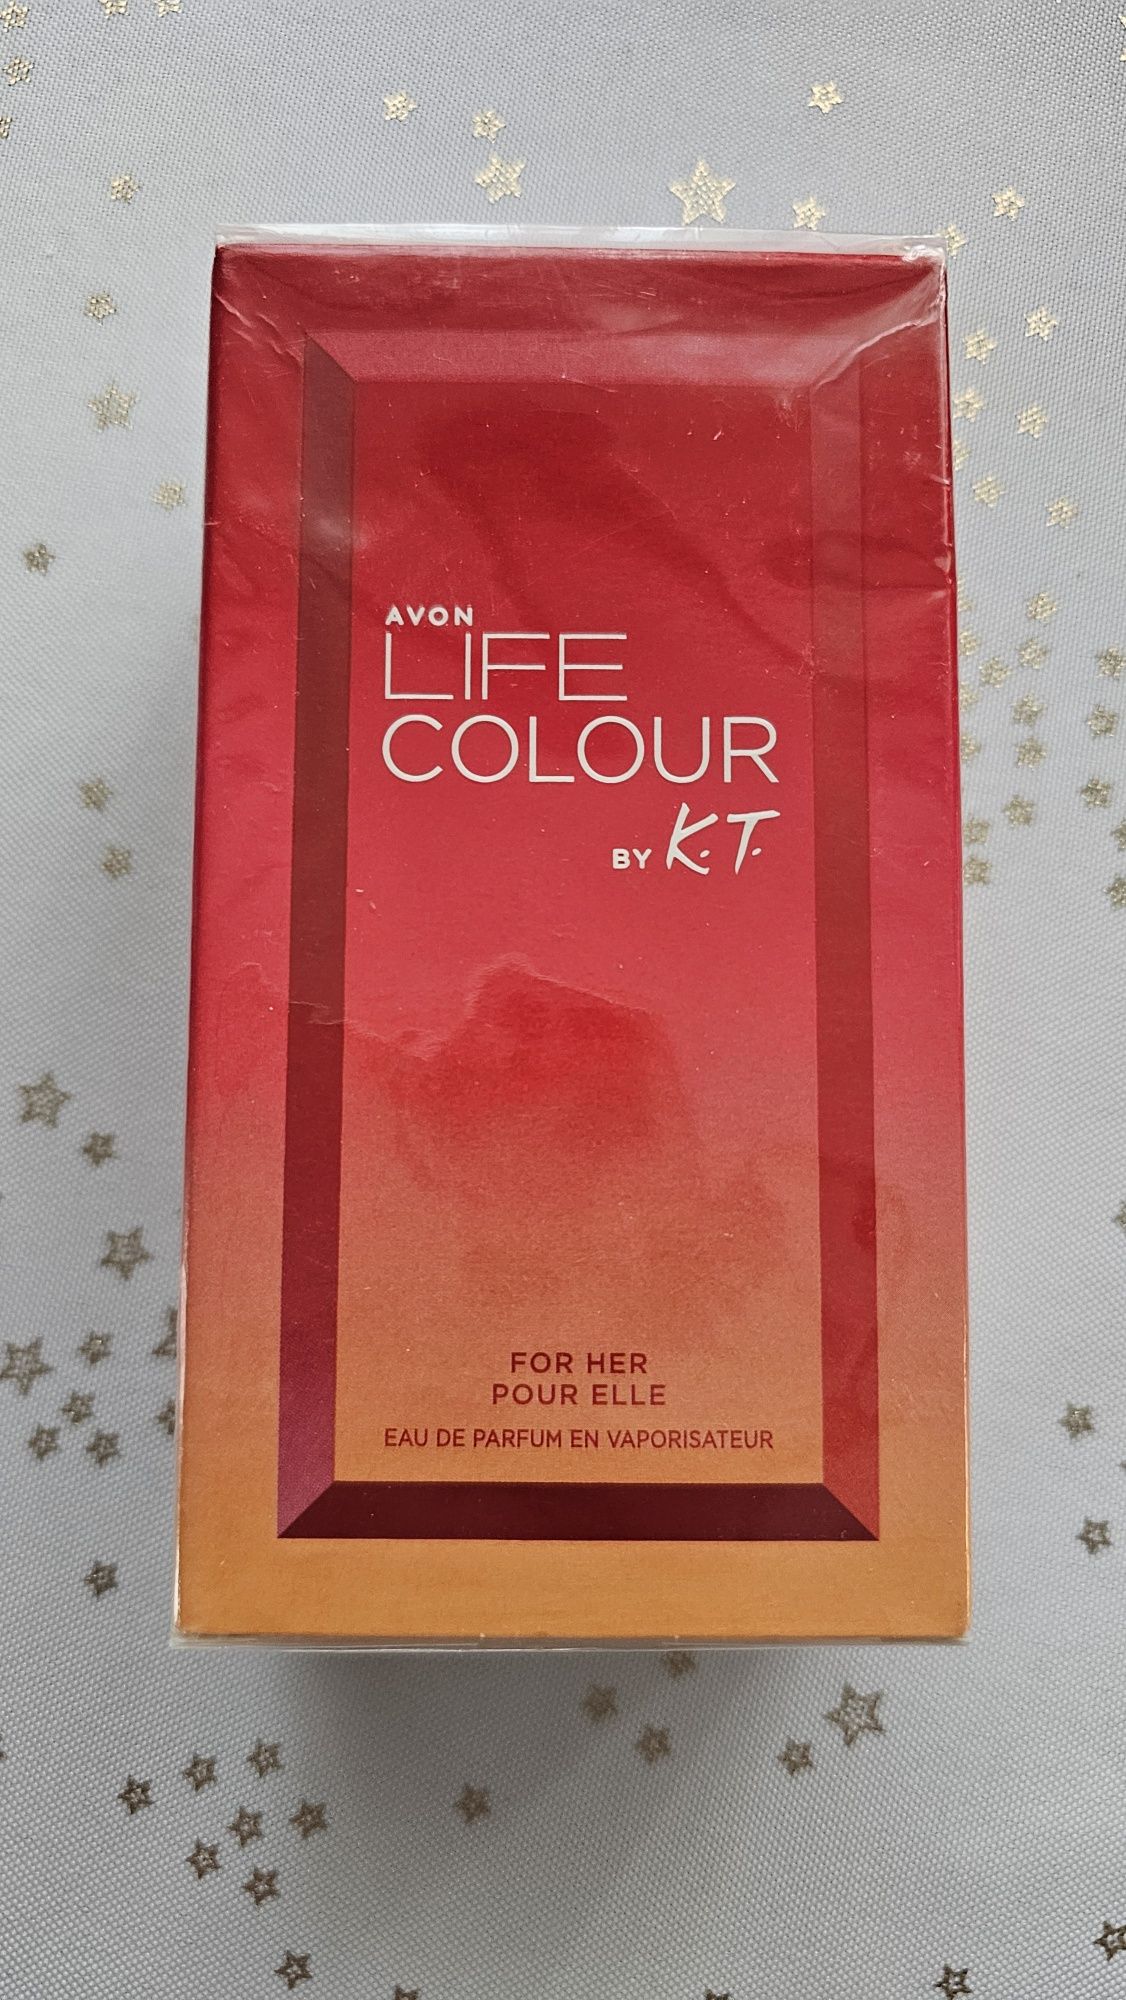 AVON
LIFE
COLOUR
BY K.T.
FOR HER
POUR ELLE
EAU DE PARFUM EN VAPORISATEUR